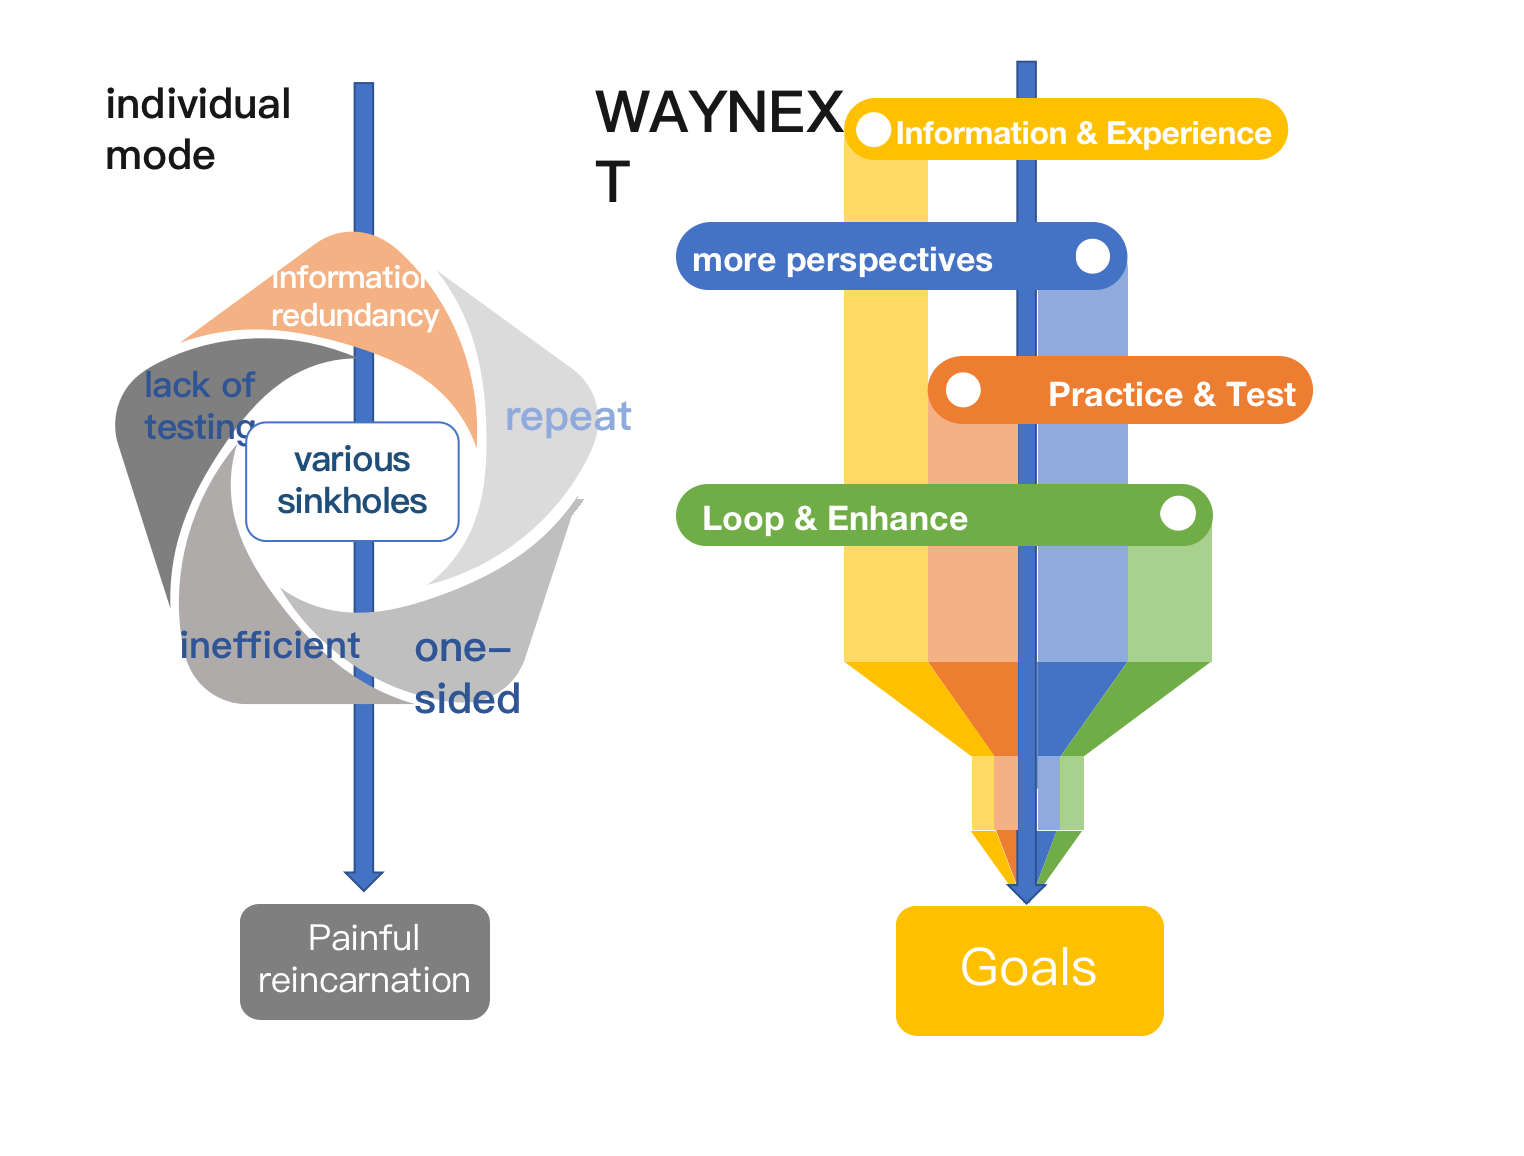 individual
mode
Information
redundancy
lack of
testing
repeat
various
sinkholes
inefficient
one-
sided
Painful
reincarnation
WAYNEX
T
Information & Experience
more perspectives
Practice & Test
Loop & Enhance
Goals